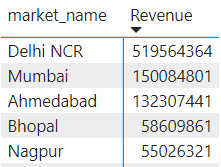 market_name Revenue
Delhi NCR 519564364
Mumbai 150084801
Ahmedabad 132307441
Bhopal 58609861
Nagpur 55026321